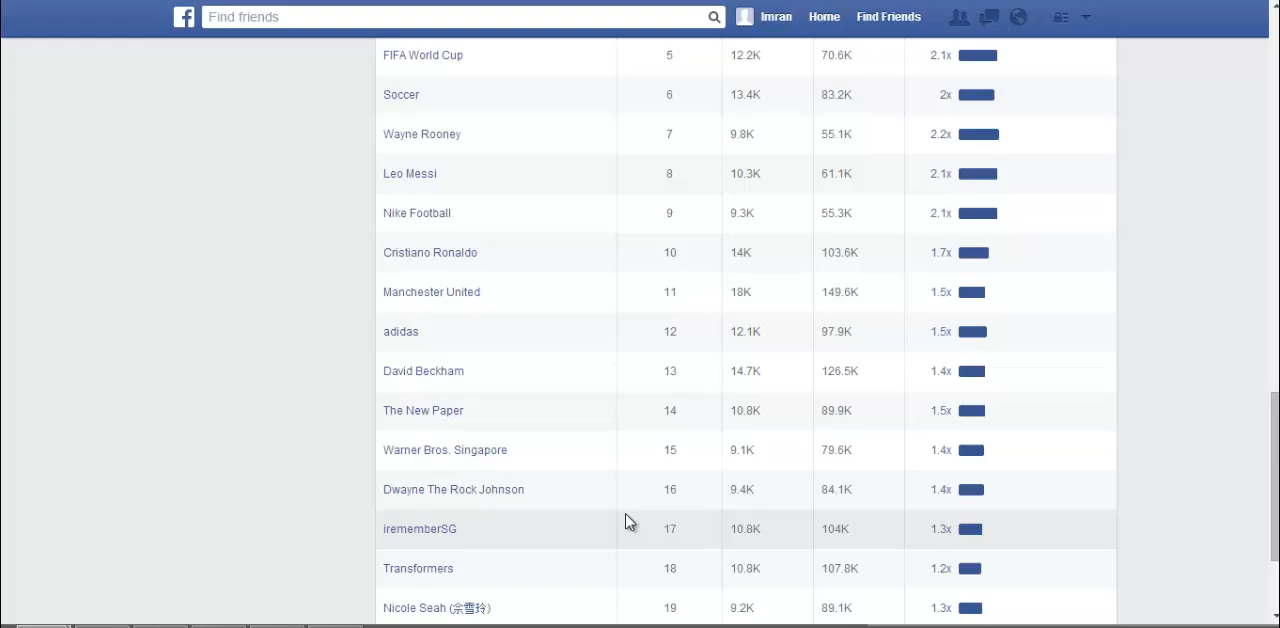 Find friends Imran Home Find Friends
FIFA World Cup 5 12.2K 70.6K 2.1x
Soccer 6 13.4K 83.2K 2x
Wayne Rooney 7 9.8K 55.1K 2.2x
Leo Messi 8 10.3K 61.1K 2.1x
Nike Football 9 9.3K 55.3K 2.1x
Cristiano Ronaldo 10 14K 103.6K 1.7x
Manchester United 11 18K 149.6K 1.5x
adidas 12 12.1K 97.9K 1.5x
David Beckham 13 14.7K 126.5K 1.4x
The New Paper 14 10.8K 89.9K 1.5x
Warner Bros. Singapore 15 9.1K 79.6K 1.4x
Dwayne The Rock Johnson 16 9.4K 84.1K 1.4x
irememberSG 17 10.8K 104K 1.3x
Transformers 18 10.8K 107.8K 1.2x
Nicole Seah (佘雪玲) 19 9.2K 89.1K 1.3x